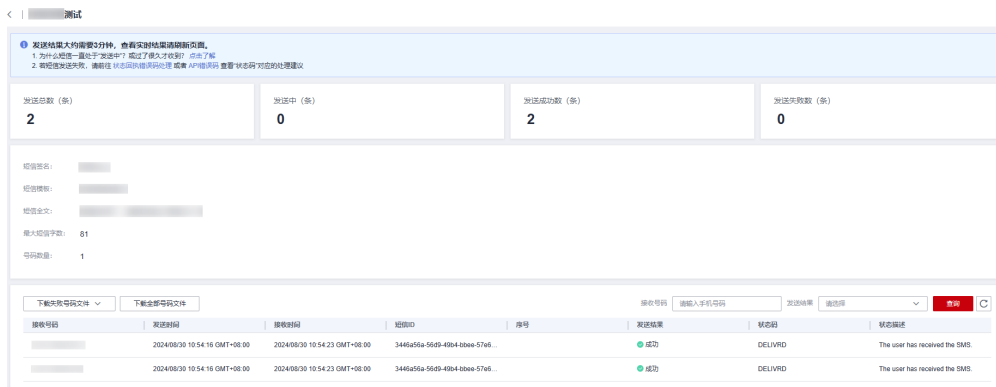 测试
发送结果大约需要3分钟，查看实时结果请刷新页面。
1. 为什么短信一直处于“发送中”？或过了很久才收到？ 点击了解
2. 若短信发送失败，请前往 状态回执错误码处理 或者 API错误码 查看“状态码”对应的处理建议
发送总数（条） 发送中（条） 发送成功数（条） 发送失败数（条）
2 0 2 0
短信签名：
短信模板：
短信全文：
最大短信字数： 81
号码数量： 1
下载失败号码文件 下载全部号码文件 接收号码 请输入手机号码 发送结果 请选择 查询
接收号码 发送时间 接收时间 短信ID 序号 发送结果 状态码 状态描述
2024/08/30 10:54:16 GMT+08:00 2024/08/30 10:54:23 GMT+08:00 3446a56a-56d9-49b4-bbee-57e6... 成功 DELIVRD The user has received the SMS.
2024/08/30 10:54:16 GMT+08:00 2024/08/30 10:54:23 GMT+08:00 3446a56a-56d9-49b4-bbee-57e6... 成功 DELIVRD The user has received the SMS.